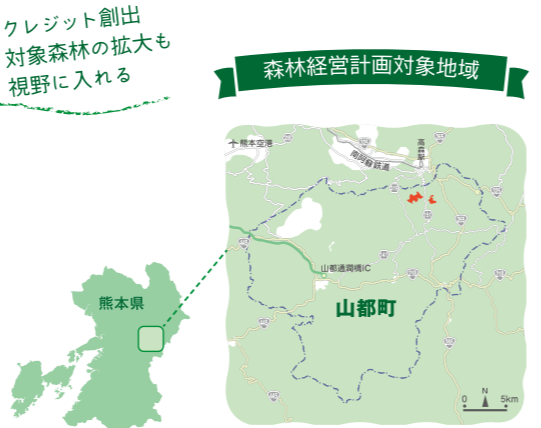 クレジット創出
対象森林の拡大も
視野に入れる
森林経営計画対象地域
熊本空港
南阿蘇鉄道
高森駅
山都通潤橋IC
山都町
熊本県
N
0 5km